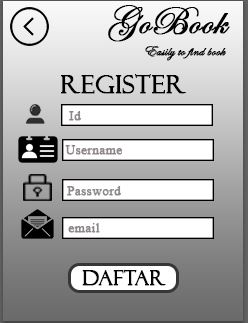 GoBook
Easily to find book
REGISTER
Id
Username
Password
email
DAFTAR